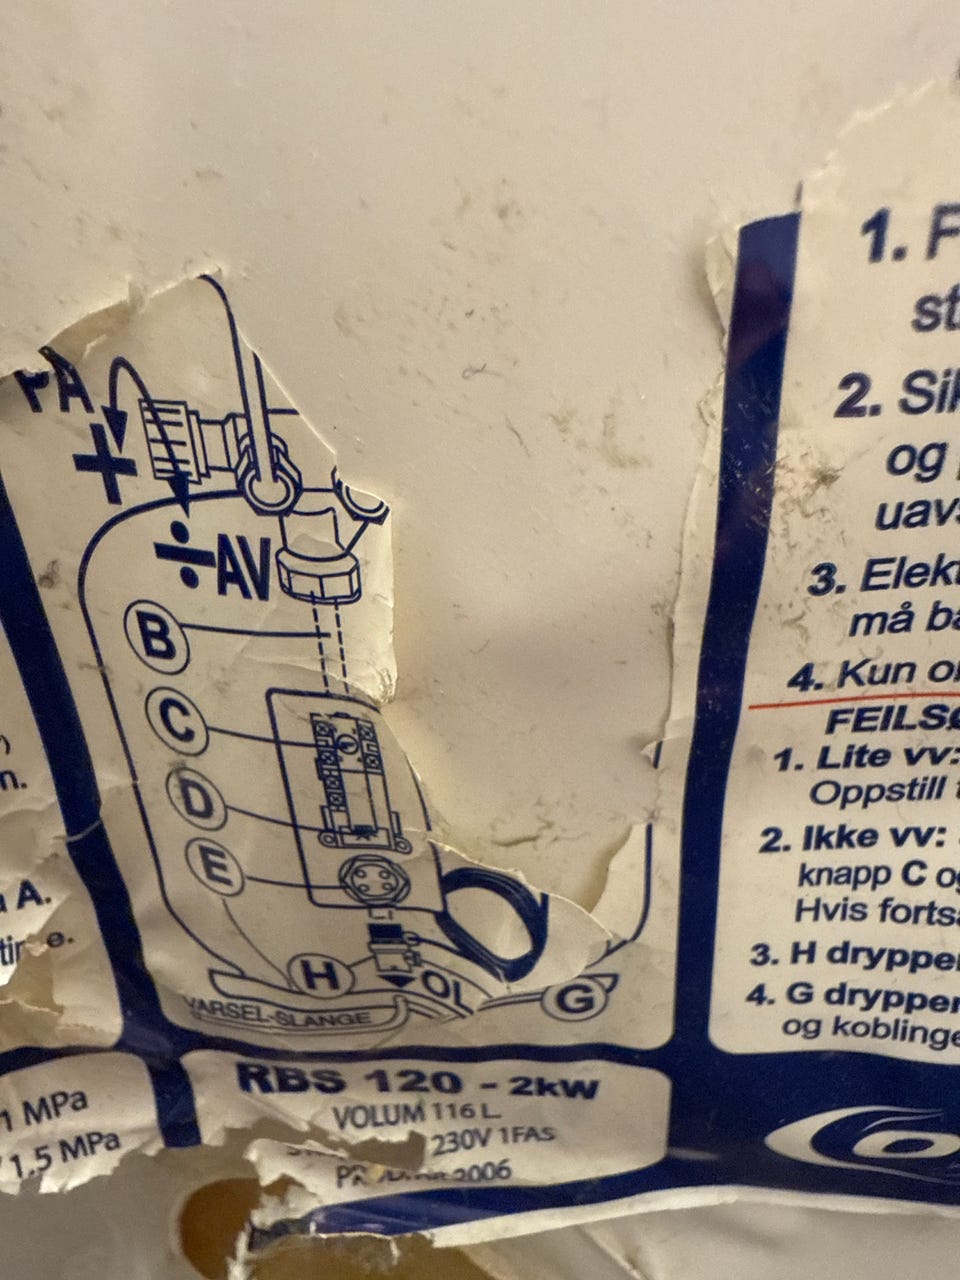 PÅ
+
÷ AV
B
C
D
E
H
OL
G
VARSEL-SLANGE
RBS 120 - 2kW
VOLUM 116 L
230V 1FAS
2006
n.
A.
1 MPa
1.5 MPa
1. F
st
2. Sik
og
uavs
3. Elekt
må ba
4. Kun
FEILSØ
1. Lite vv:
Oppstill
2. Ikke vv:
knapp C og
Hvis forts
3. H drypper
4. G drypper
og koblinge